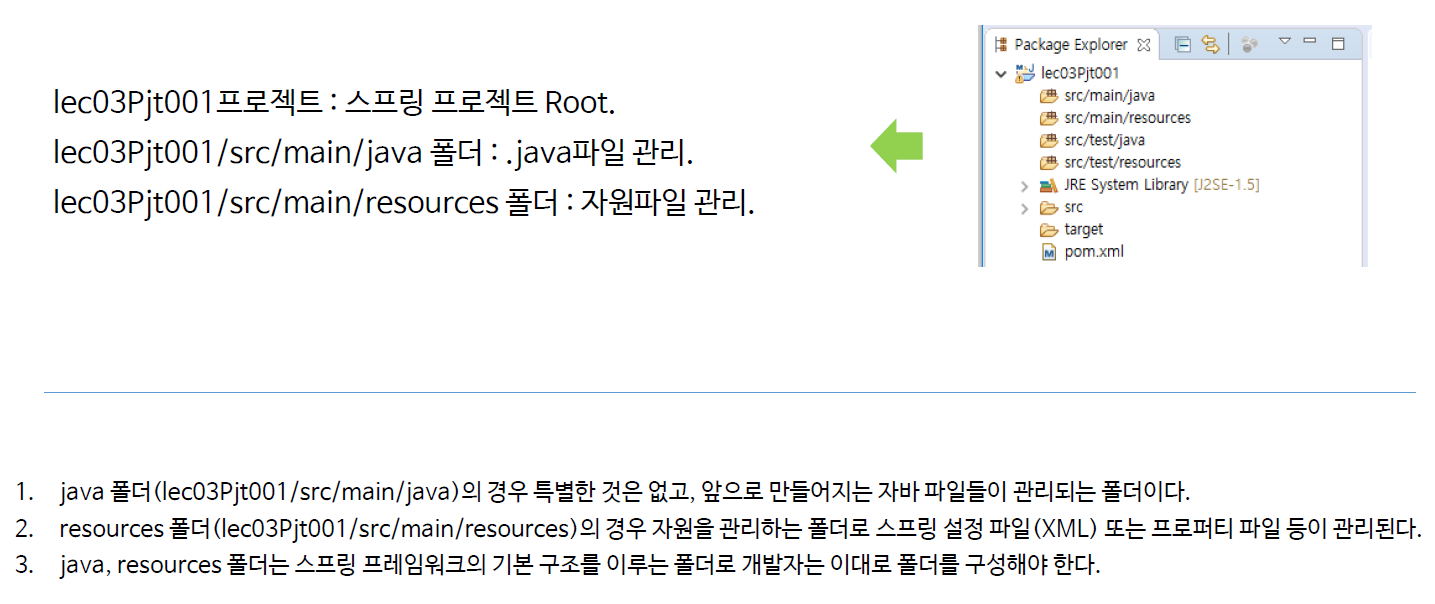 lec03Pjt001프로젝트 : 스프링 프로젝트 Root.
lec03Pjt001/src/main/java 폴더 : .java파일 관리.
lec03Pjt001/src/main/resources 폴더 : 자원파일 관리.
Package Explorer
lec03Pjt001
src/main/java
src/main/resources
src/test/java
src/test/resources
JRE System Library [J2SE-1.5]
src
target
pom.xml
1. java 폴더(lec03Pjt001/src/main/java)의 경우 특별한 것은 없고, 앞으로 만들어지는 자바 파일들이 관리되는 폴더이다.
2. resources 폴더(lec03Pjt001/src/main/resources)의 경우 자원을 관리하는 폴더로 스프링 설정 파일(XML) 또는 프로퍼티 파일 등이 관리된다.
3. java, resources 폴더는 스프링 프레임워크의 기본 구조를 이루는 폴더로 개발자는 이대로 폴더를 구성해야 한다.